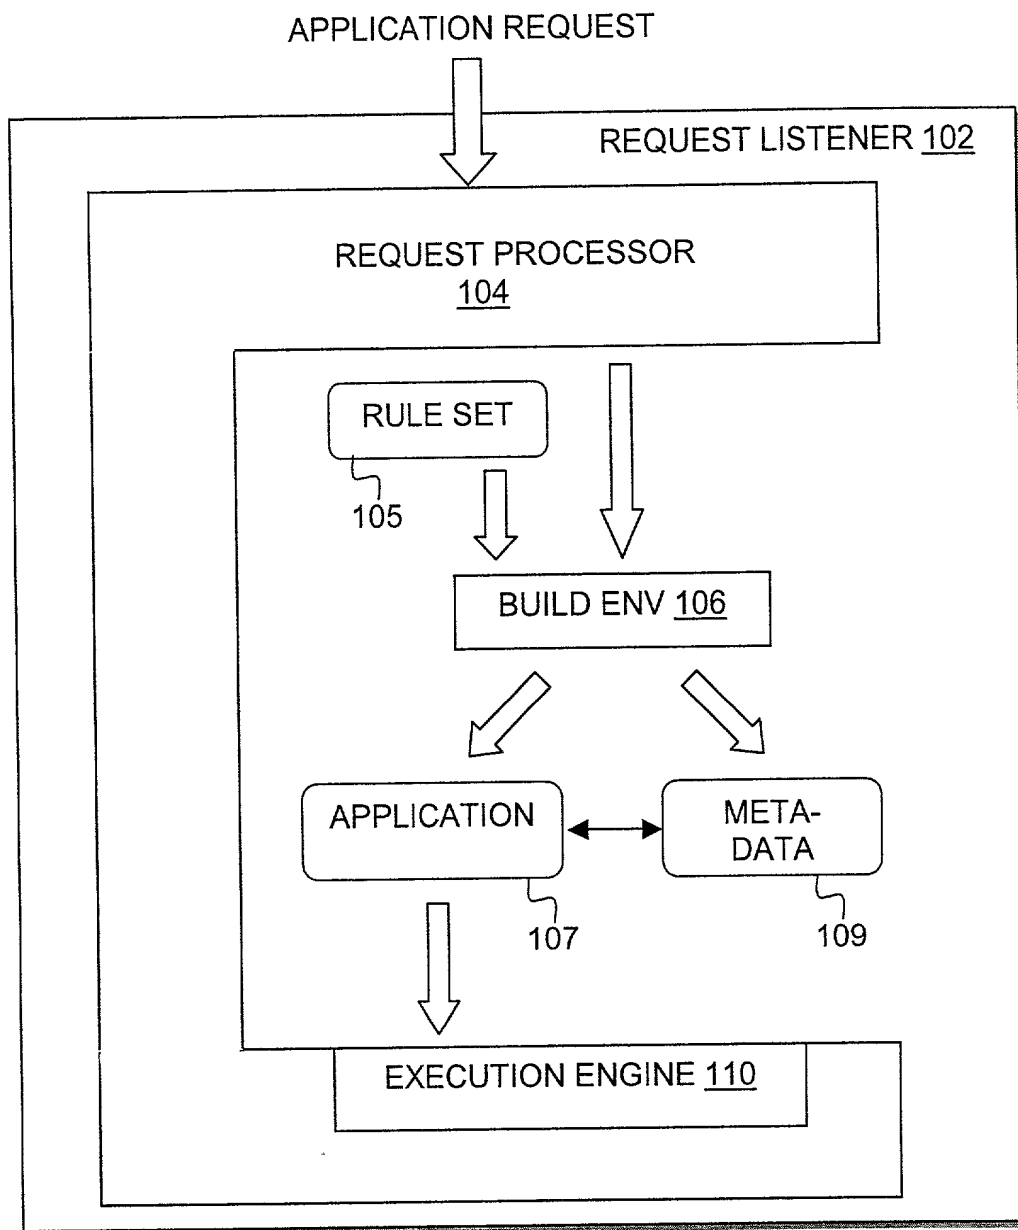 APPLICATION REQUEST
REQUEST LISTENER 102
REQUEST PROCESSOR
104
RULE SET
105
BUILD ENV 106
APPLICATION
META-
DATA
107
109
EXECUTION ENGINE 110